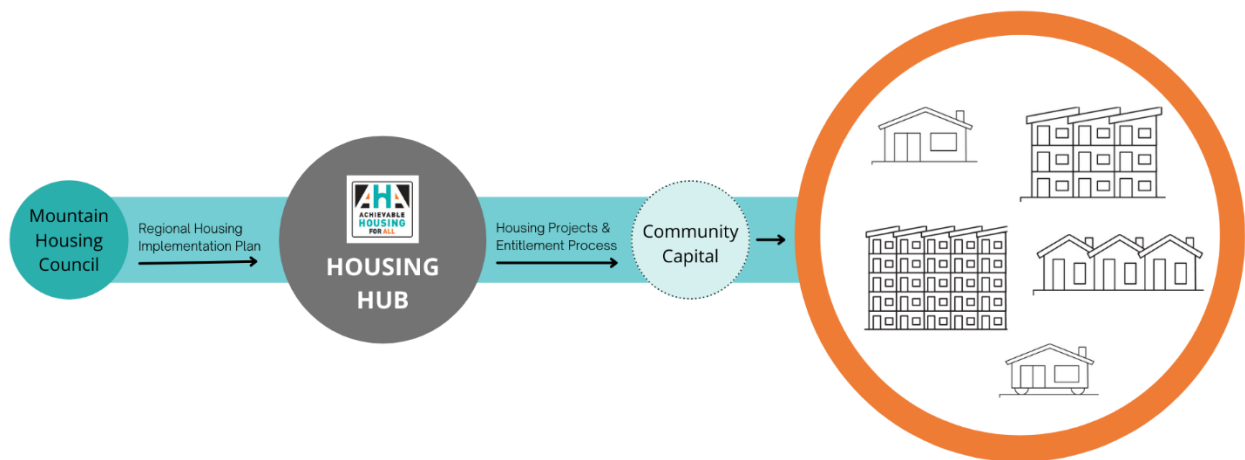 Mountain
Housing
Council
Regional Housing
Implementation Plan
AHA
ACHIEVABLE
HOUSING
FOR ALL
HOUSING
HUB
Housing Projects &
Entitlement Process
Community
Capital